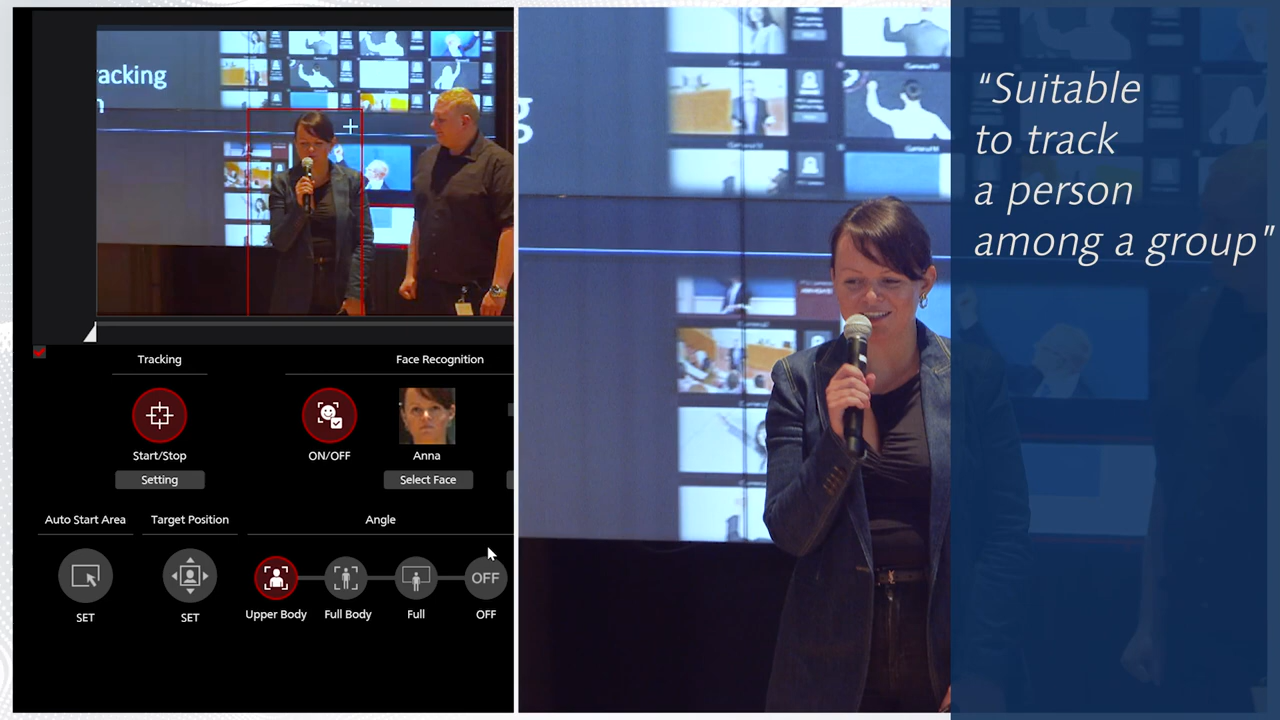 acking
n
g
Tracking
Face Recognition
Start/Stop
ON/OFF
Anna
Setting
Select Face
Auto Start Area
Target Position
Angle
OFF
SET
SET
Upper Body
Full Body
Full
OFF
“Suitable
to track
a person
among a group”